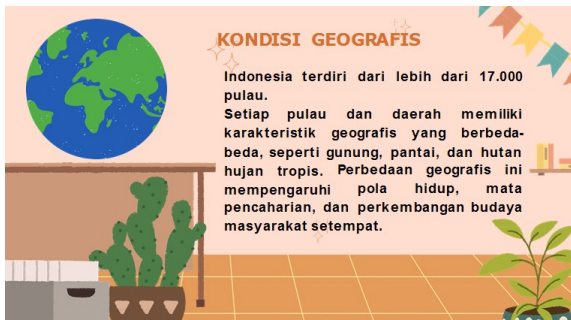 KONDISI GEOGRAFIS
Indonesia terdiri dari lebih dari 17.000
pulau.
Setiap pulau dan daerah memiliki
karakteristik geografis yang berbeda-
beda, seperti gunung, pantai, dan hutan
hujan tropis. Perbedaan geografis ini
mempengaruhi pola hidup, mata
pencaharian, dan perkembangan budaya
masyarakat setempat.